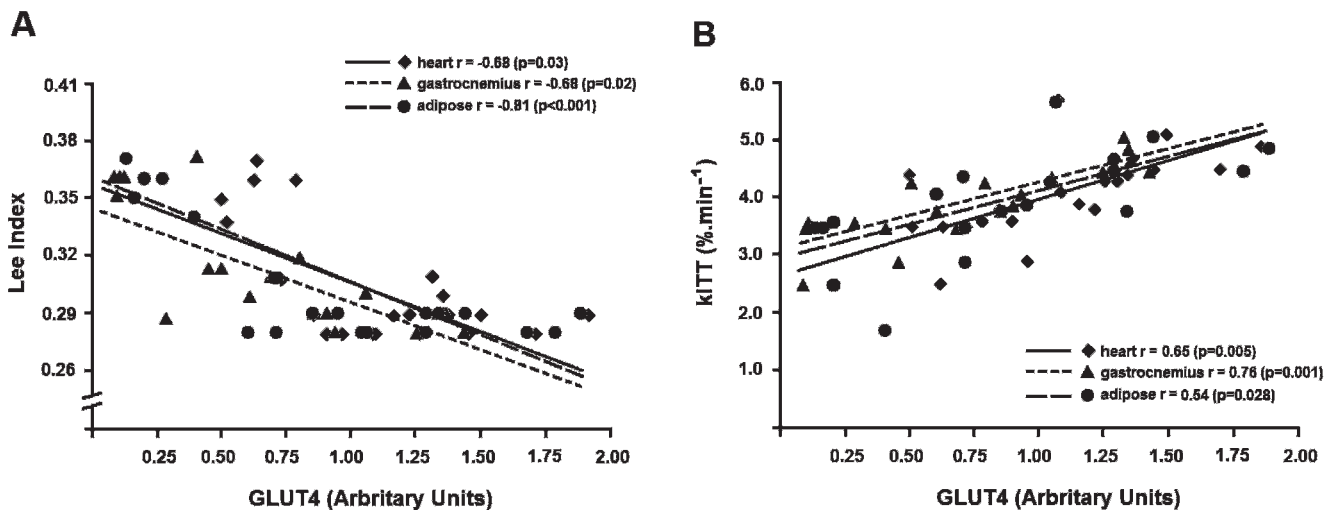 A
heart r = -0.68 (p=0.03)
gastrocnemius r = -0.68 (p=0.02)
adipose r = -0.81 (p<0.001)
0.41
0.38
0.35
0.32
0.29
0.26
Lee Index
0.25 0.50 0.75 1.00 1.25 1.50 1.75 2.00
GLUT4 (Arbritary Units)
B
6.0
5.0
4.0
3.0
2.0
1.0
kITT (%.min-1)
heart r = 0.65 (p=0.005)
gastrocnemius r = 0.76 (p=0.001)
adipose r = 0.54 (p=0.028)
0.25 0.50 0.75 1.00 1.25 1.50 1.75 2.00
GLUT4 (Arbritary Units)